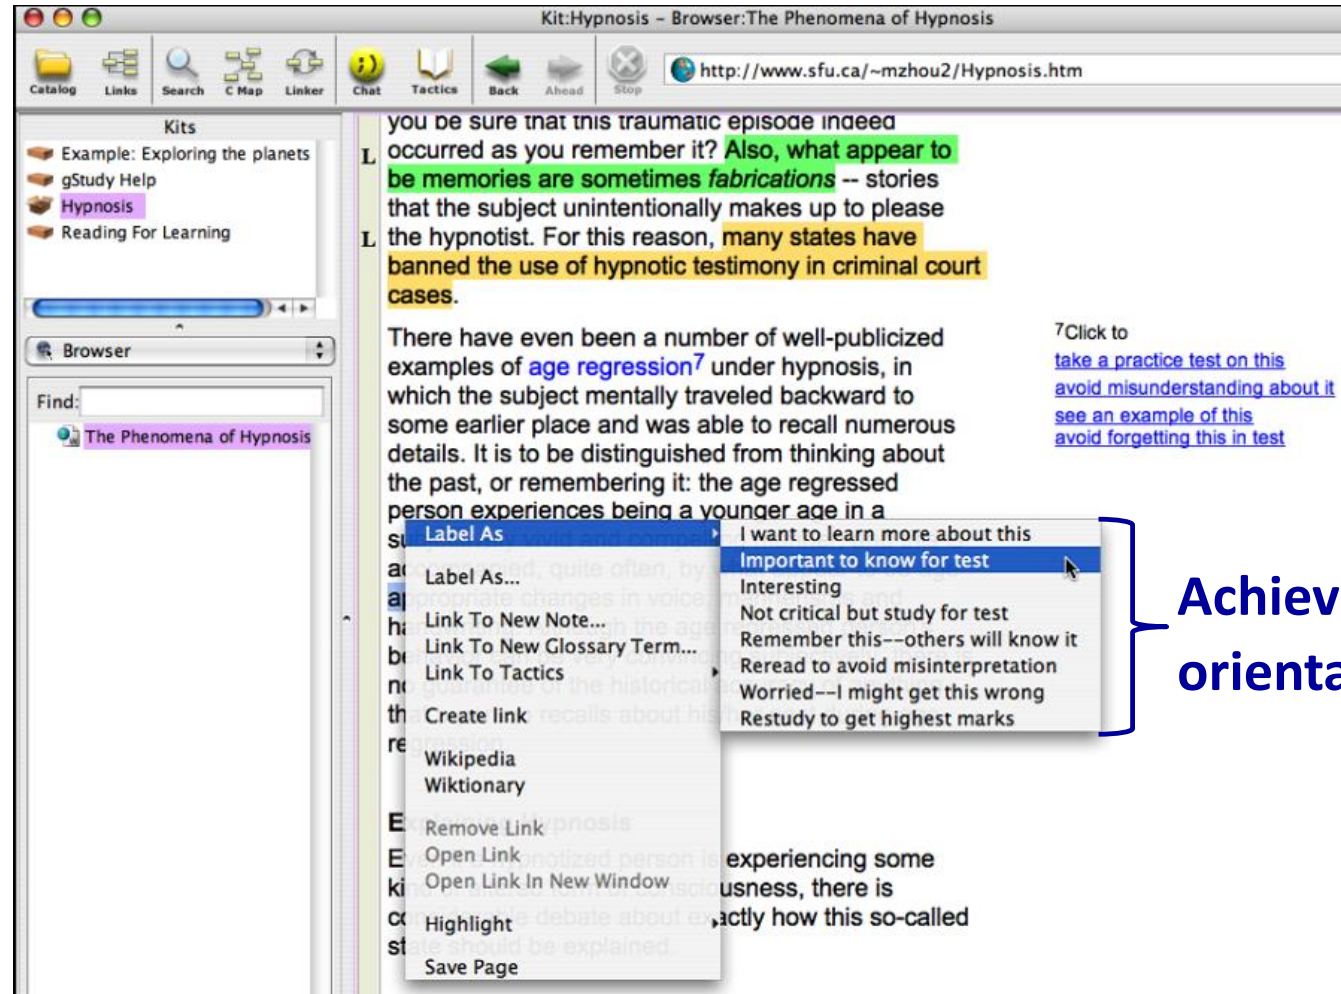 Kit:Hypnosis – Browser:The Phenomena of Hypnosis
Catalog Links Search C Map Linker Chat Tactics Back Ahead Stop
http://www.sfu.ca/~mzhou2/Hypnosis.htm
Kits
Example: Exploring the planets
gStudy Help
Hypnosis
Reading For Learning
Browser
Find:
The Phenomena of Hypnosis
you be sure that this traumatic episode indeed
L occurred as you remember it? Also, what appear to
be memories are sometimes fabrications -- stories
that the subject unintentionally makes up to please
L the hypnotist. For this reason, many states have
banned the use of hypnotic testimony in criminal court
cases.
There have even been a number of well-publicized
examples of age regression7 under hypnosis, in
which the subject mentally traveled backward to
some earlier place and was able to recall numerous
details. It is to be distinguished from thinking about
the past, or remembering it: the age regressed
person experiences being a younger age in a
7Click to
take a practice test on this
avoid misunderstanding about it
see an example of this
avoid forgetting this in test
Label As
Label As...
Link To New Note...
Link To New Glossary Term...
Link To Tactics
Create link
Wikipedia
Wiktionary
Remove Link
Open Link
Open Link In New Window
Highlight
Save Page
I want to learn more about this
Important to know for test
Interesting
Not critical but study for test
Remember this--others will know it
Reread to avoid misinterpretation
Worried--I might get this wrong
Restudy to get highest marks
Explaining Hypnosis
experiencing some
there is
how this so-called
state should be explained.
Achiev
orienta